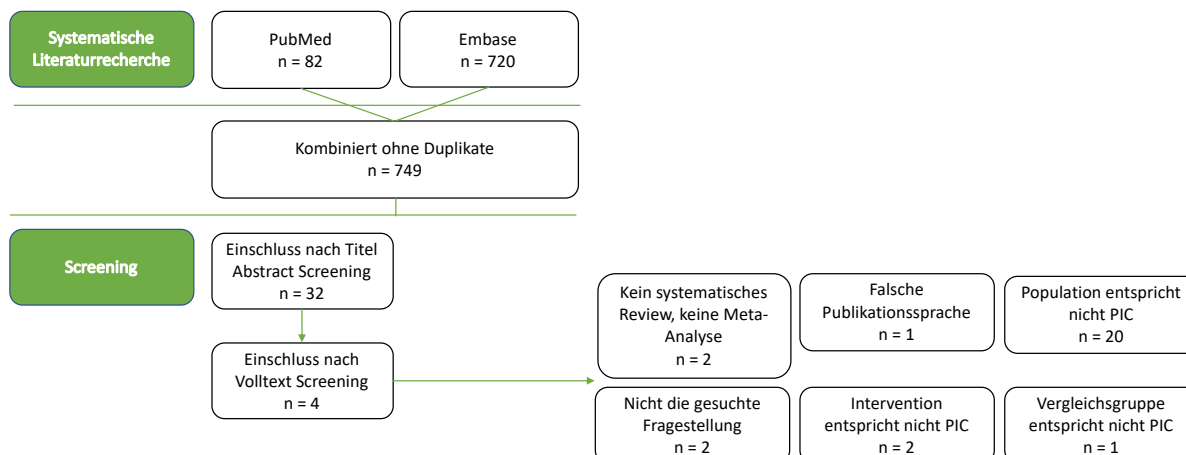 Systematische
Literaturrecherche
PubMed
n = 82
Embase
n = 720
Kombiniert ohne Duplikate
n = 749
Screening
Einschluss nach Titel
Abstract Screening
n = 32
Einschluss nach
Volltext Screening
n = 4
Kein systematisches
Review, keine Meta-
Analyse
n = 2
Falsche
Publikationssprache
n = 1
Population entspricht
nicht PIC
n = 20
Nicht die gesuchte
Fragestellung
n = 2
Intervention
entspricht nicht PIC
n = 2
Vergleichsgruppe
entspricht nicht PIC
n = 1